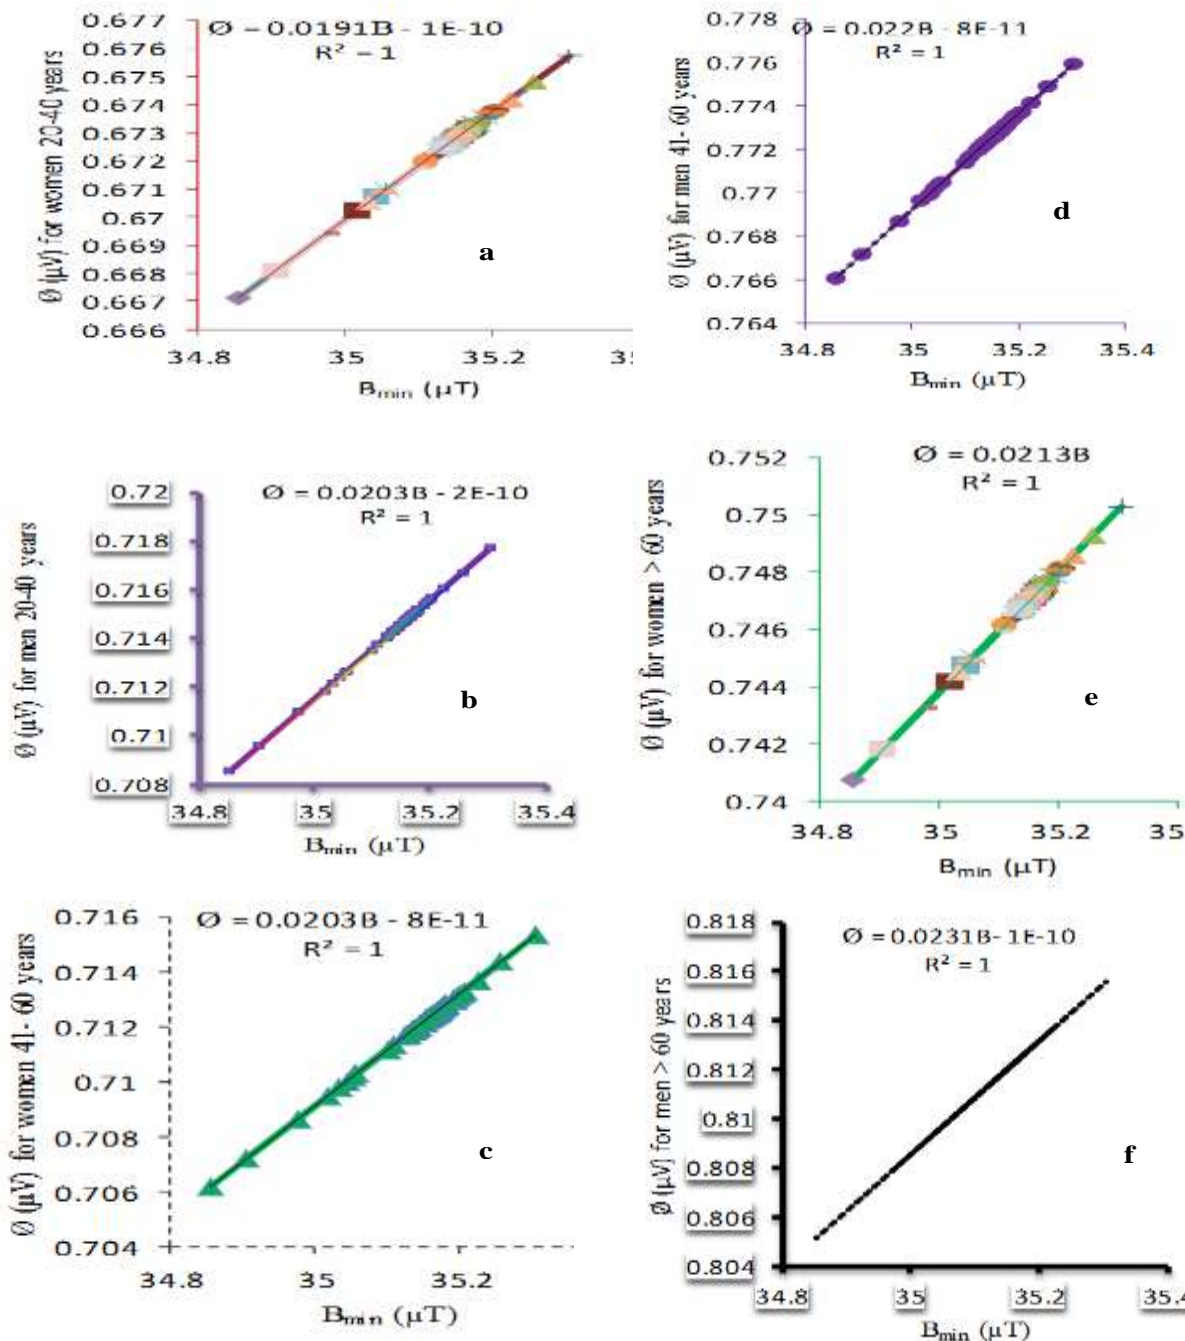 Ø (µV) for women 20-40 years
0.677
0.676
0.675
0.674
0.673
0.672
0.671
0.67
0.669
0.668
0.667
0.666
Ø = 0.0191B - 1E-10
R² = 1
a
34.8 35 35.2
Bmin (µT)
Ø (µV) for men 41- 60 years
0.778
0.776
0.774
0.772
0.77
0.768
0.766
0.764
Ø = 0.022B - 8E-11
R² = 1
d
34.8 35 35.2 35.4
Bmin (µT)
Ø (µV) for men 20-40 years
0.72
0.718
0.716
0.714
0.712
0.71
0.708
Ø = 0.0203B - 2E-10
R² = 1
b
34.8 35 35.2 35.4
Bmin (µT)
Ø (µV) for women > 60 years
0.752
0.75
0.748
0.746
0.744
0.742
0.74
Ø = 0.0213B
R² = 1
e
34.8 35 35.2
Bmin (µT)
Ø (µV) for women 41- 60 years
0.716
0.714
0.712
0.71
0.708
0.706
0.704
Ø = 0.0203B - 8E-11
R² = 1
c
34.8 35 35.2
Bmin (µT)
Ø (µV) for men > 60 years
0.818
0.816
0.814
0.812
0.81
0.808
0.806
0.804
Ø = 0.0231B- 1E-10
R² = 1
f
34.8 35 35.2 35.4
Bmin (µT)